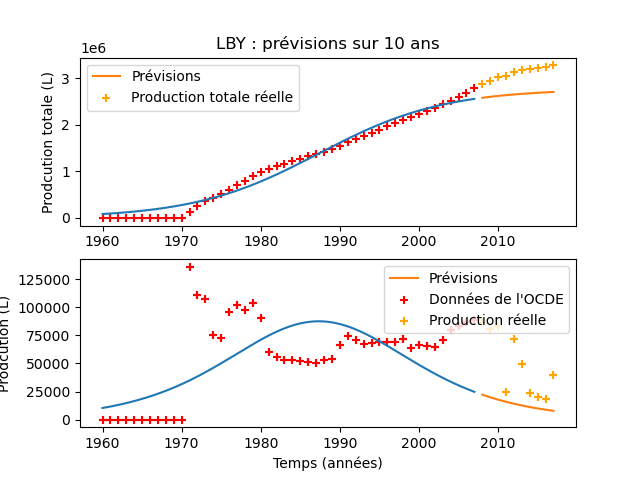 LBY : prévisions sur 10 ans
1e6
Prodcution totale (L)
3
2
1
0
Prévisions
Production totale réelle
1960 1970 1980 1990 2000 2010
Prodcution (L)
125000
100000
75000
50000
25000
0
Prévisions
Données de l'OCDE
Production réelle
1960 1970 1980 1990 2000 2010
Temps (années)